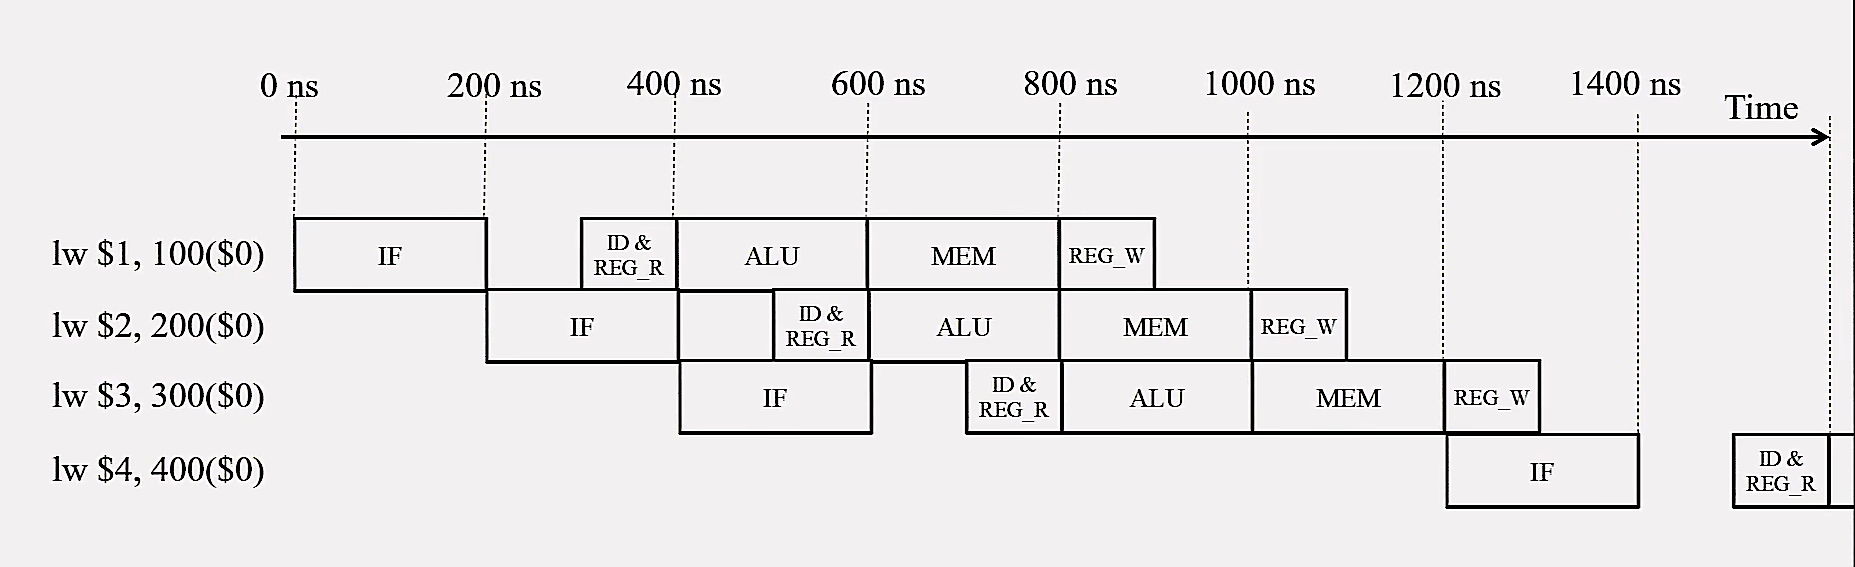 0 ns 200 ns 400 ns 600 ns 800 ns 1000 ns 1200 ns 1400 ns
Time
lw $1, 100($0) IF ID & REG_R ALU MEM REG_W
lw $2, 200($0) IF ID & REG_R ALU MEM REG_W
lw $3, 300($0) IF ID & REG_R ALU MEM REG_W
lw $4, 400($0) IF ID & REG_R